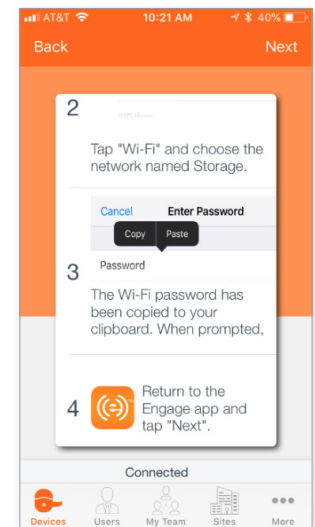 AT&T 10:21 AM 40%
Back Next
2
Tap "Wi-Fi" and choose the
network named Storage.
Cancel Enter Password
Copy Paste
Password
3
The Wi-Fi password has
been copied to your
clipboard. When prompted,
4
Return to the
Engage app and
tap "Next".
Connected
Devices Users My Team Sites More